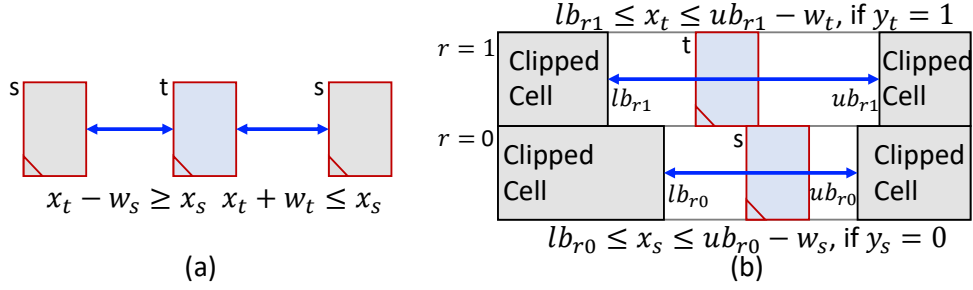 s
t
s
x_t − w_s ≥ x_s  x_t + w_t ≤ x_s
(a)
lb_{r1} ≤ x_t ≤ ub_{r1} − w_t, if y_t = 1
r = 1
Clipped Cell
t
lb_{r1}
ub_{r1}
Clipped Cell
r = 0
Clipped Cell
s
lb_{r0}
ub_{r0}
Clipped Cell
lb_{r0} ≤ x_s ≤ ub_{r0} − w_s, if y_s = 0
(b)